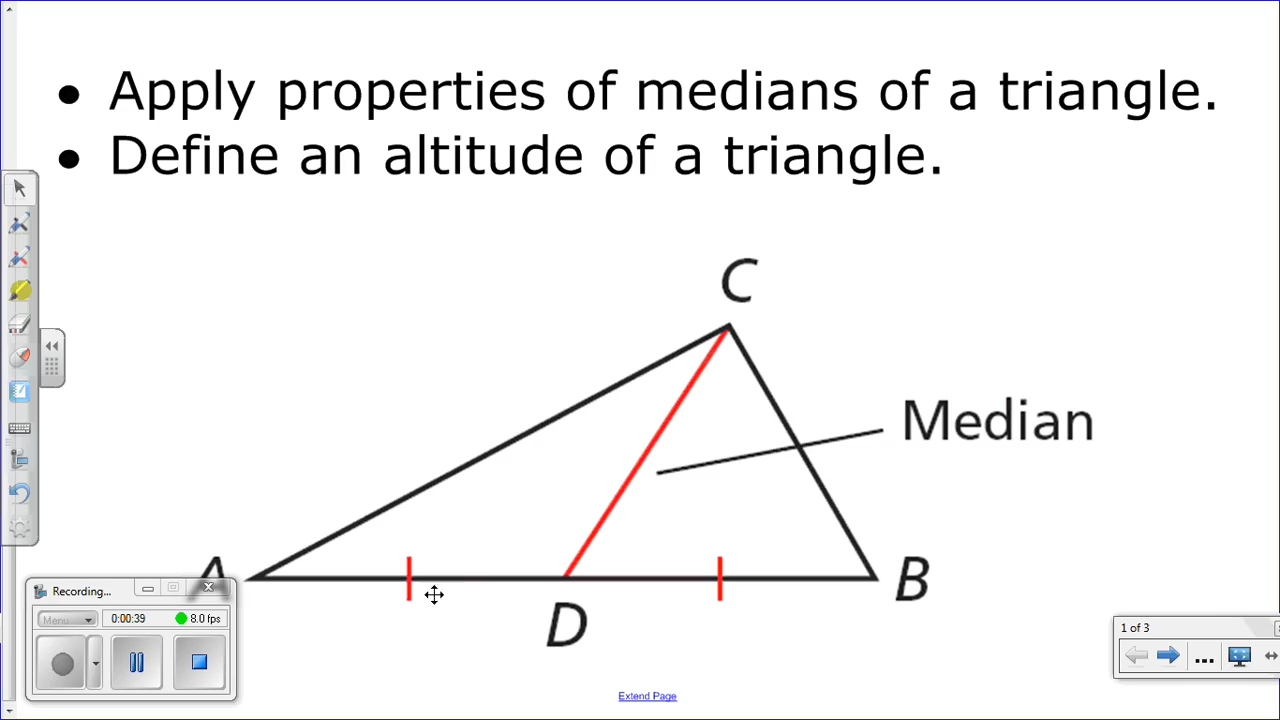 • Apply properties of medians of a triangle.
• Define an altitude of a triangle.
C
Median
A
B
D
Recording...
Menu
0:00:39
8.0 fps
1 of 3
...
Extend Page